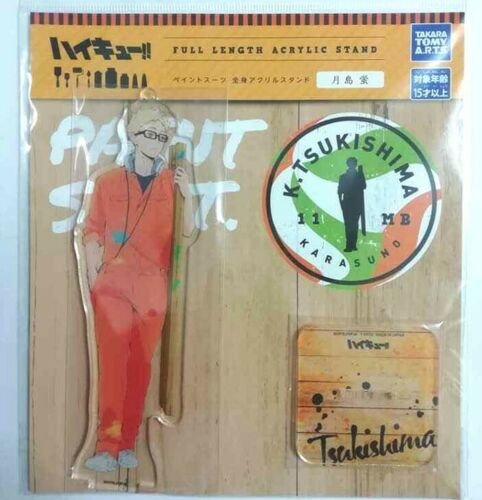 ハイキュー!!
FULL LENGTH ACRYLIC STAND
ペイントスーツ 全身アクリルスタンド
月島 蛍
TAKARA
TOMY
A.R.T.S
対象年齢
15才以上
PAINT
SUIT.
K.TSUKISHIMA
11 MB
KARASUNO
ハイキュー!!
Tsukishima